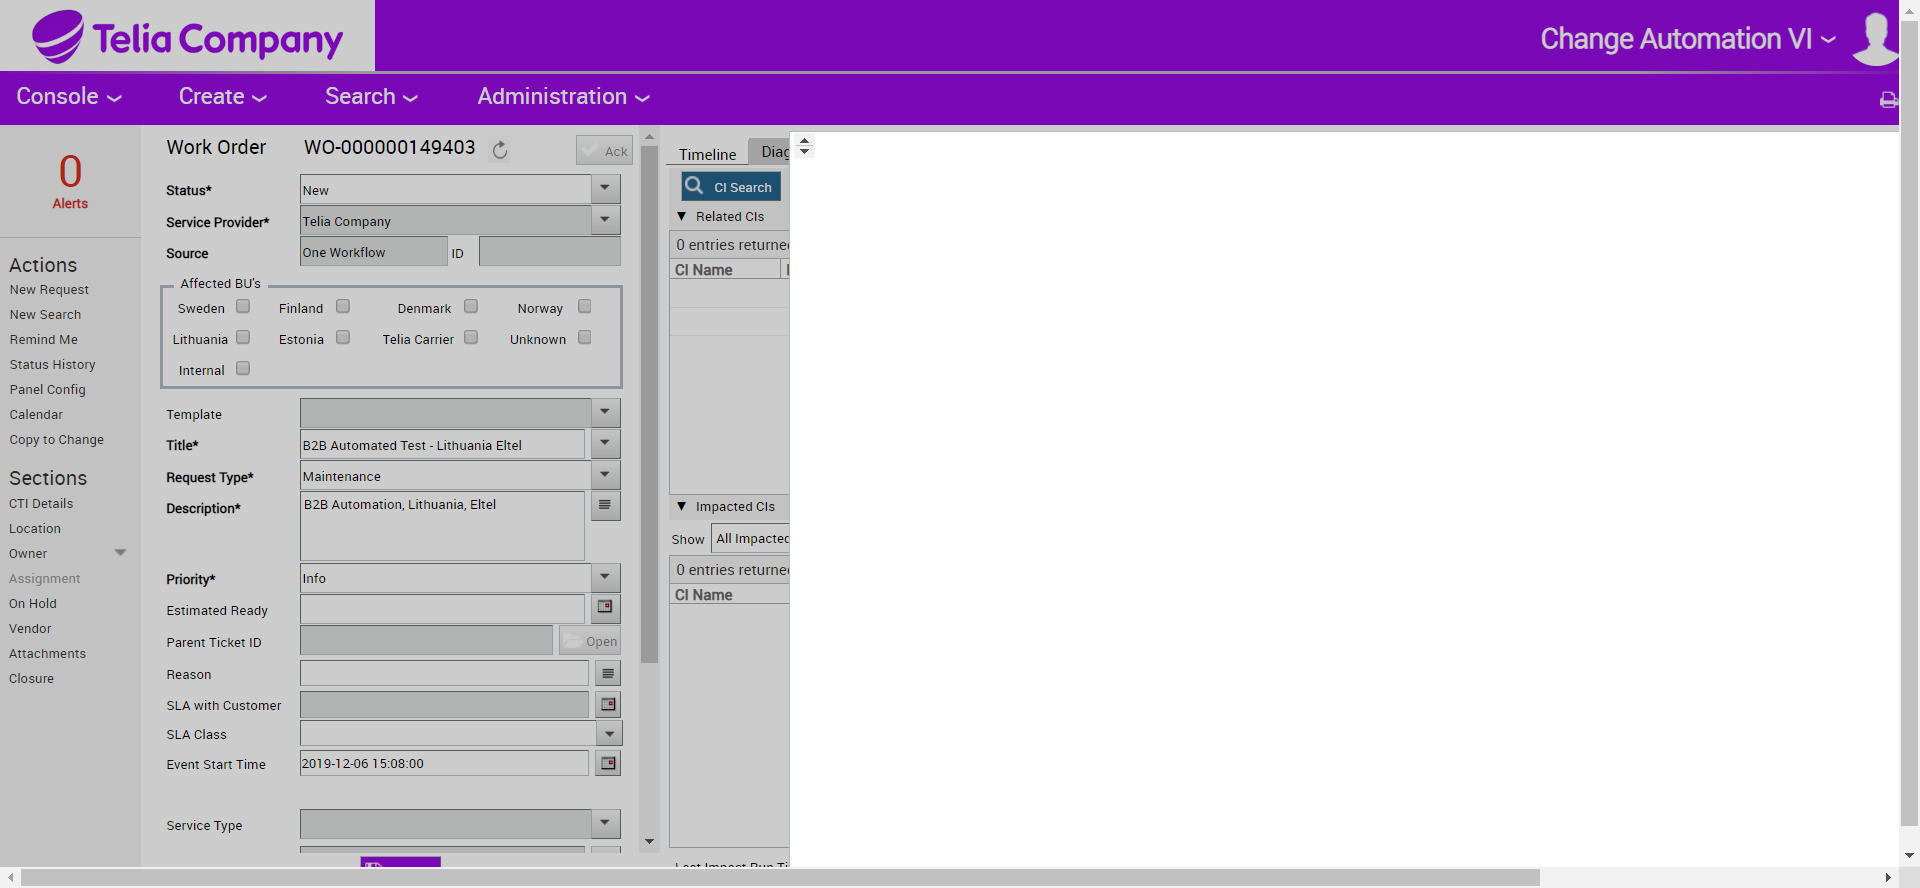 Telia Company
Change Automation VI
Console
Create
Search
Administration
0
Alerts
Actions
New Request
New Search
Remind Me
Status History
Panel Config
Calendar
Copy to Change
Sections
CTI Details
Location
Owner
Assignment
On Hold
Vendor
Attachments
Closure
Work Order WO-000000149403 Ack
Status* New
Service Provider* Telia Company
Source One Workflow ID
Affected BU's
Sweden Finland Denmark Norway
Lithuania Estonia Telia Carrier Unknown
Internal
Template
Title* B2B Automated Test - Lithuania Eltel
Request Type* Maintenance
Description* B2B Automation, Lithuania, Eltel
Priority* Info
Estimated Ready
Parent Ticket ID Open
Reason
SLA with Customer
SLA Class
Event Start Time 2019-12-06 15:08:00
Service Type
Timeline Diag
CI Search
Related CIs
0 entries returne
CI Name
Impacted CIs
Show All Impacted
0 entries returne
CI Name